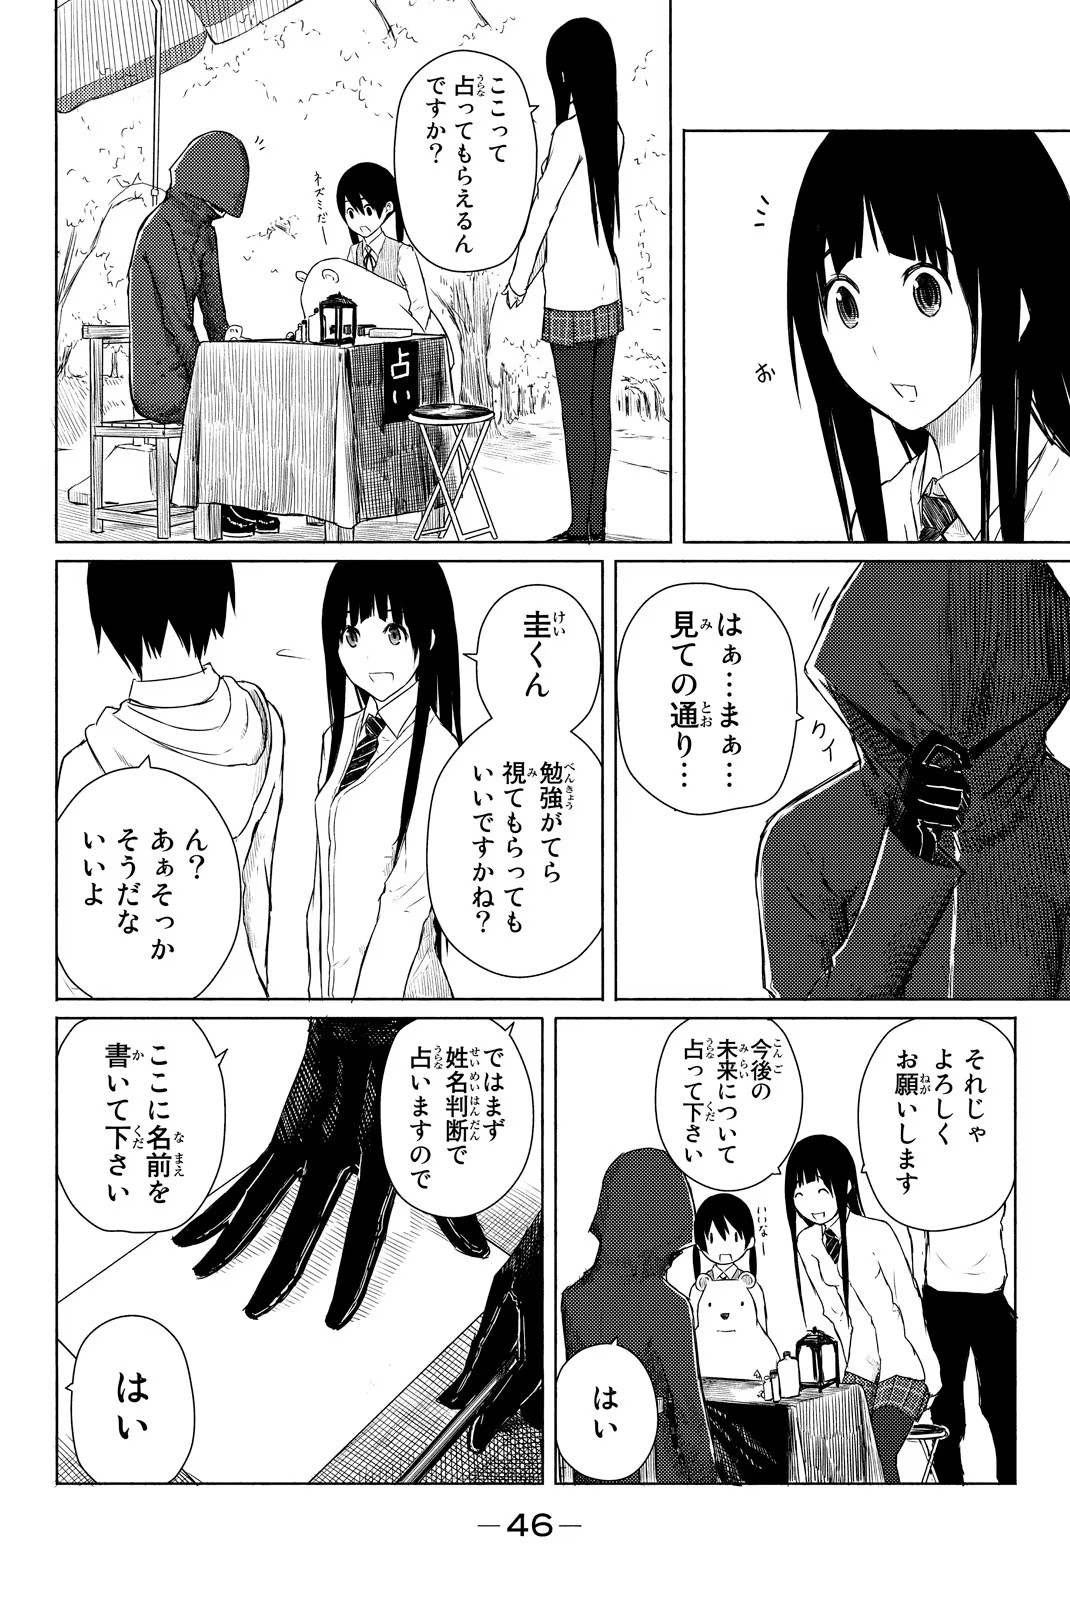 お
ここって
占ってもらえるん
ですか？
ネズミだー
占い
はぁ…まぁ…
見ての通り…
クイ
圭くん
勉強がてら
視てもらっても
いいですかね？
ん？
あぁそっか
そうだな
いいよ
それじゃ
よろしく
お願いします
今後の
未来について
占って下さい
いいなー
はい
ではまず
姓名判断で
占いますので
ここに名前を
書いて下さい
はい
—46—